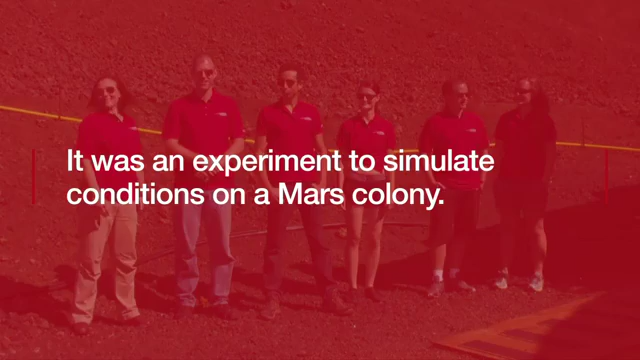 It was an experiment to simulate
conditions on a Mars colony.